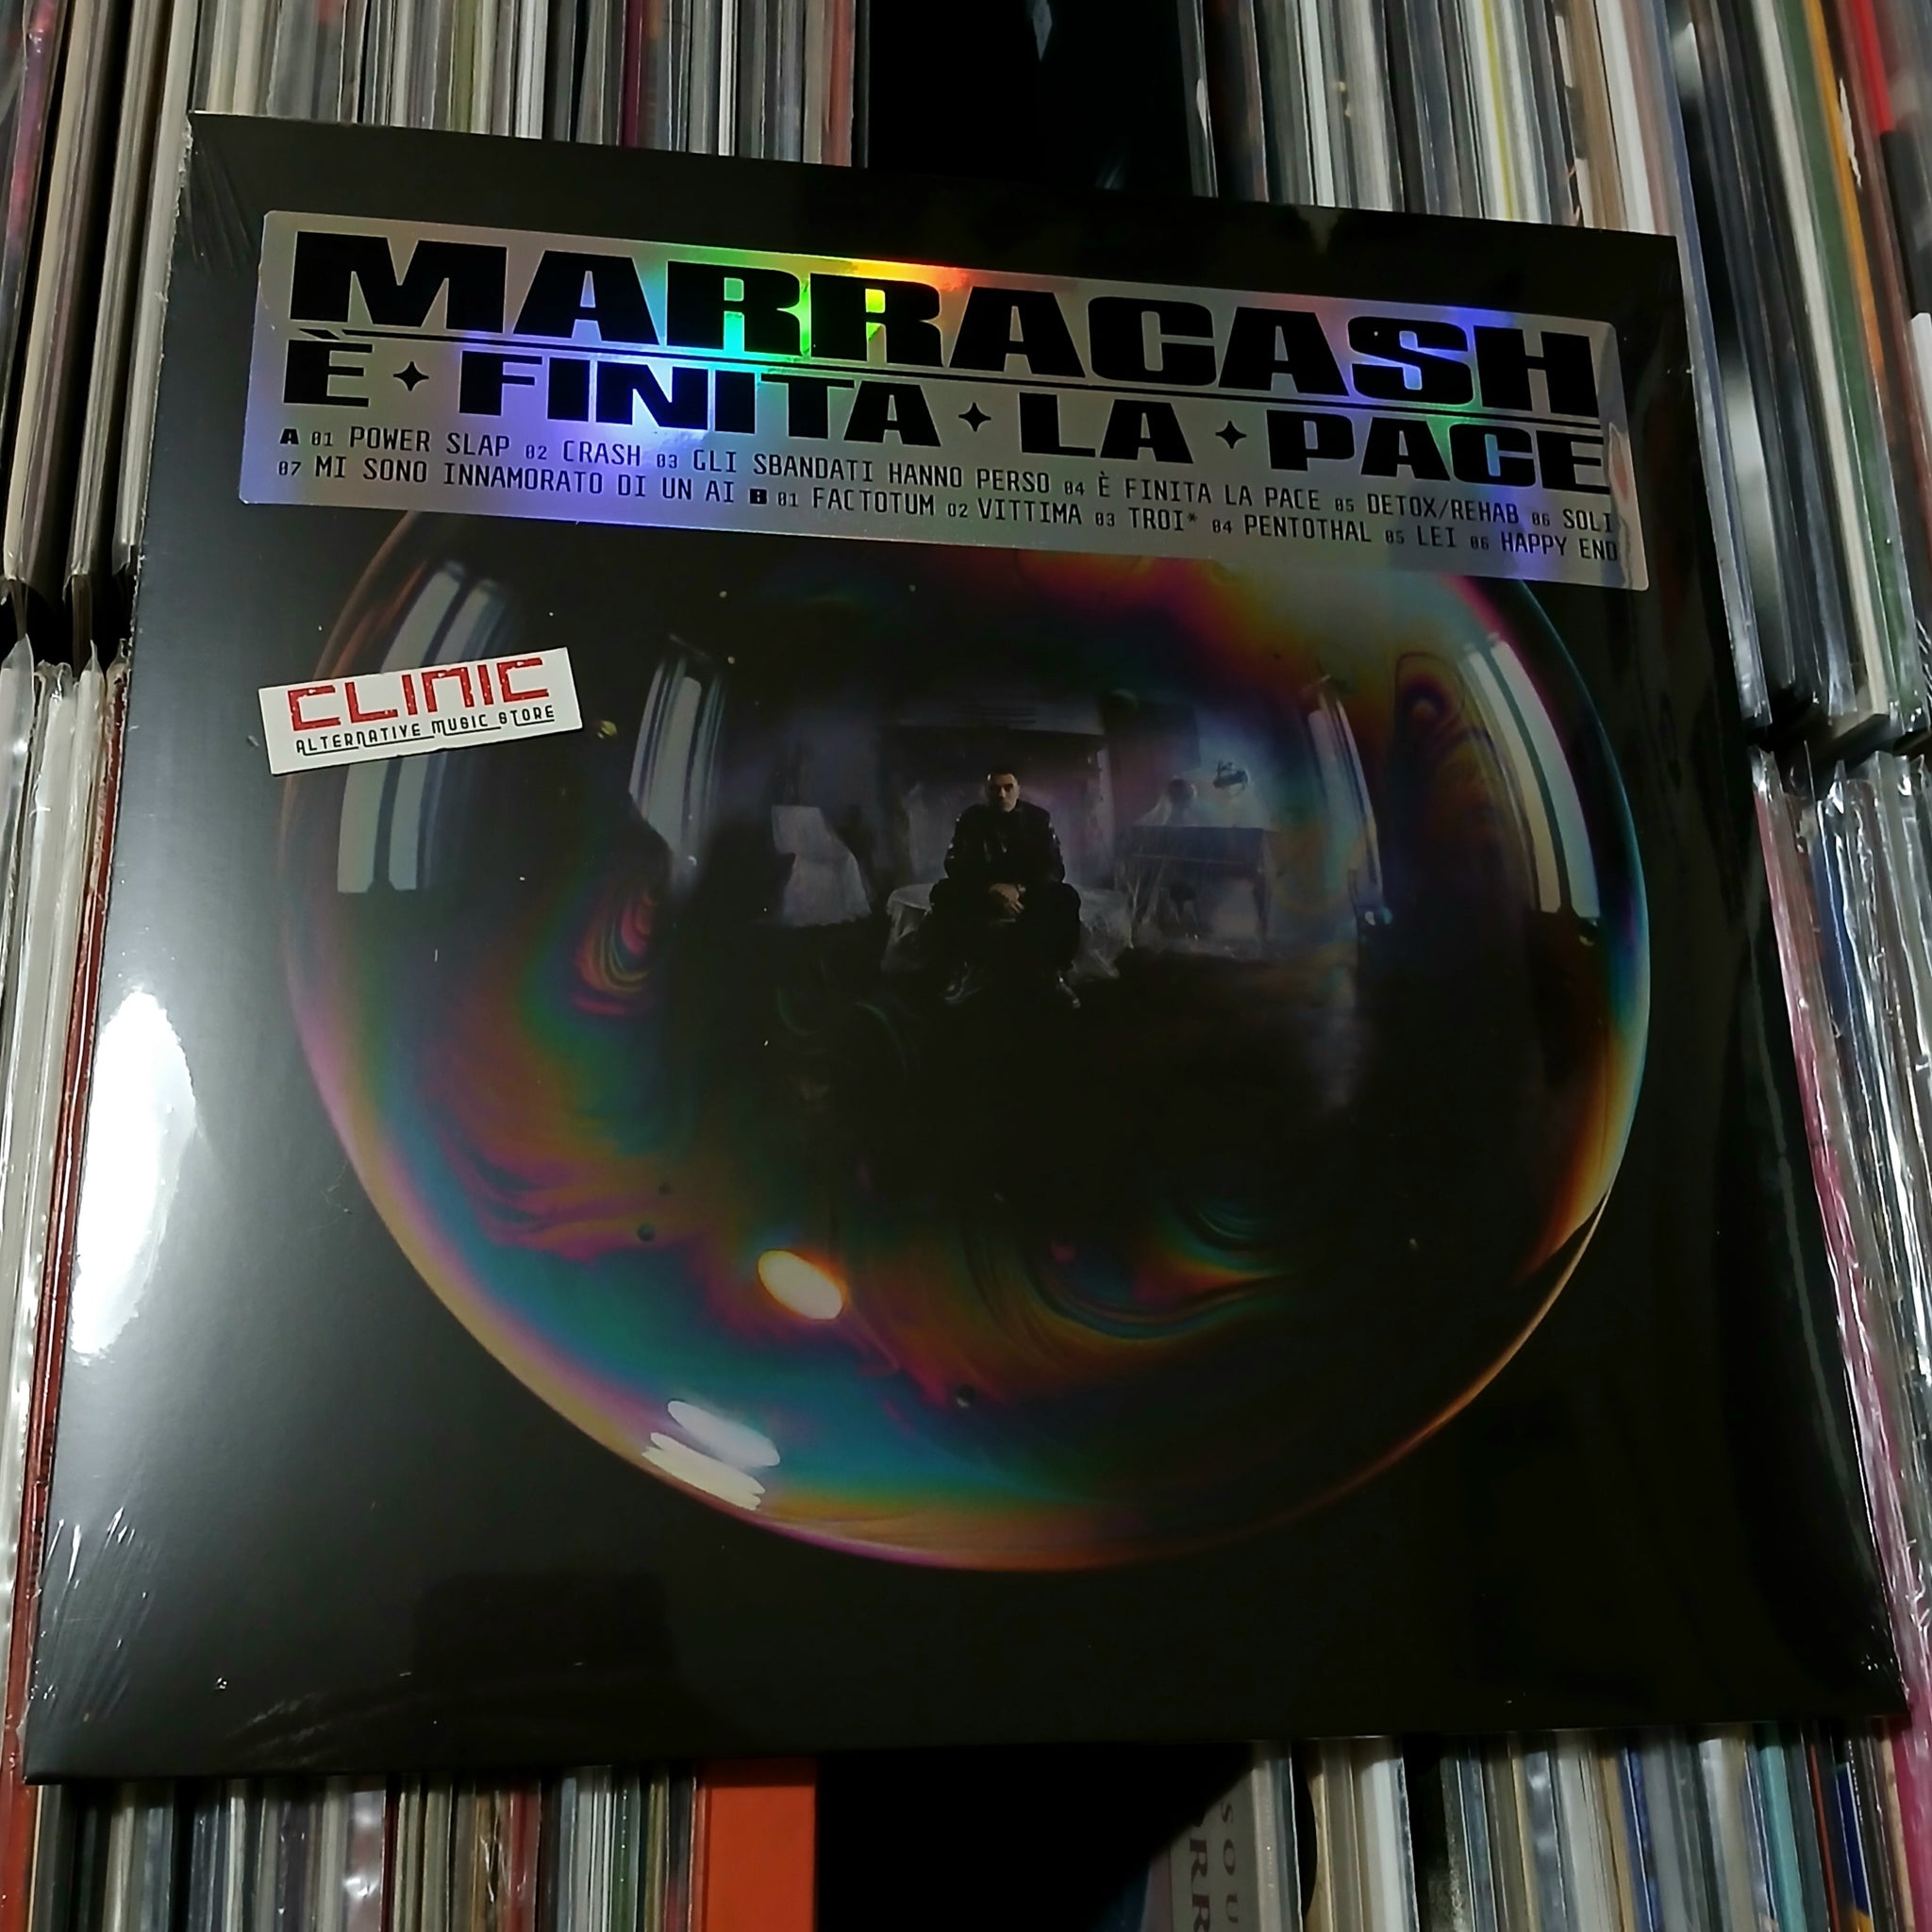 MARRACASH
È ✦ FINITA ✦ LA ✦ PACE
A 01 POWER SLAP 02 CRASH 03 GLI SBANDATI HANNO PERSO 04 È FINITA LA PACE 05 DETOX/REHAB 06 SOLI
07 MI SONO INNAMORATO DI UN AI B 01 FACTOTUM 02 VITTIMA 03 TROI* 04 PENTOTHAL 05 LEI 06 HAPPY END
CLINIC
ALTERNATIVE MUSIC STORE